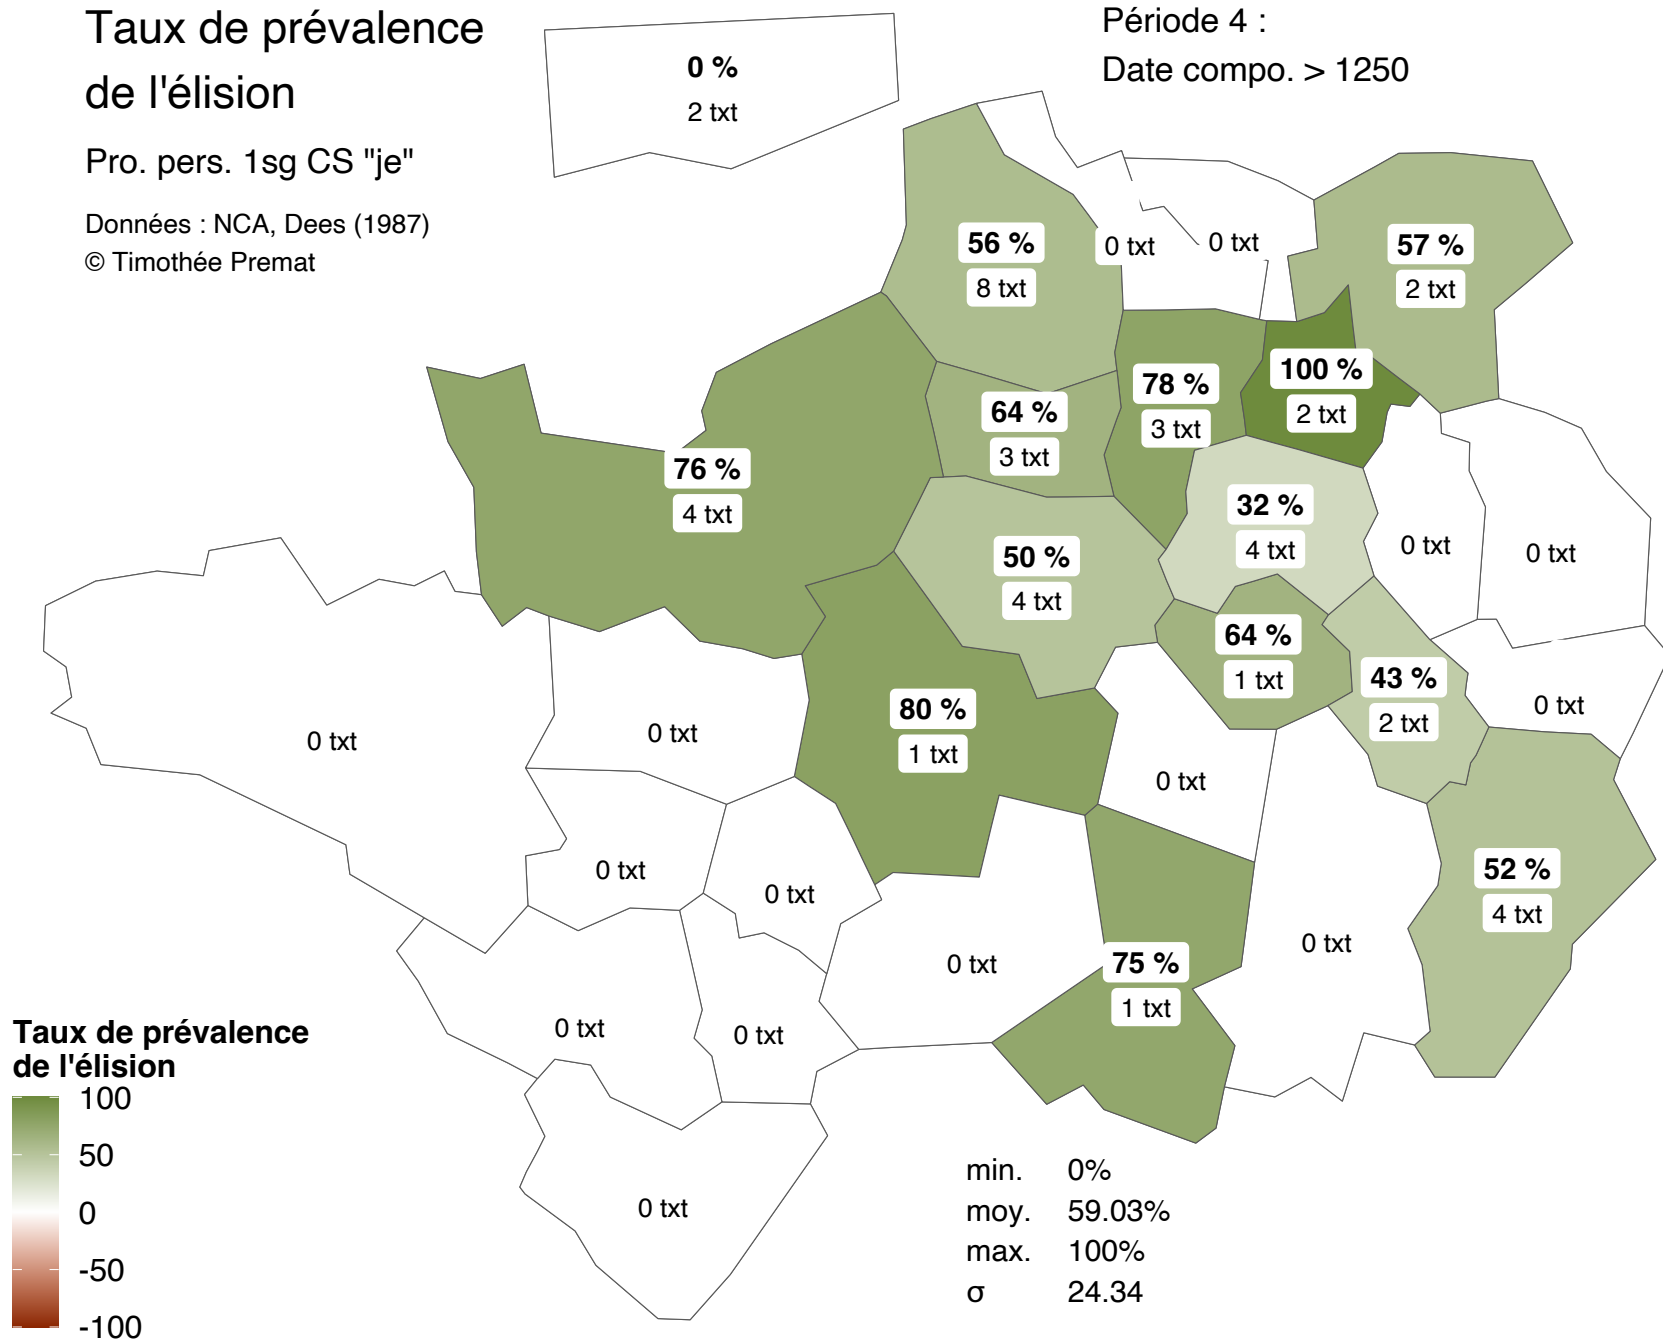 Taux de prévalence
de l'élision
Pro. pers. 1sg CS "je"
Données : NCA, Dees (1987)
© Timothée Premat
Période 4 :
Date compo. > 1250
0 %
2 txt
56 %
8 txt
0 txt
0 txt
57 %
2 txt
76 %
4 txt
64 %
3 txt
78 %
3 txt
100 %
2 txt
50 %
4 txt
32 %
4 txt
0 txt
0 txt
64 %
1 txt
43 %
2 txt
0 txt
0 txt
0 txt
80 %
1 txt
0 txt
0 txt
0 txt
52 %
4 txt
0 txt
75 %
1 txt
0 txt
0 txt
0 txt
0 txt
Taux de prévalence
de l'élision
100
50
0
-50
-100
min. 0%
moy. 59.03%
max. 100%
σ 24.34